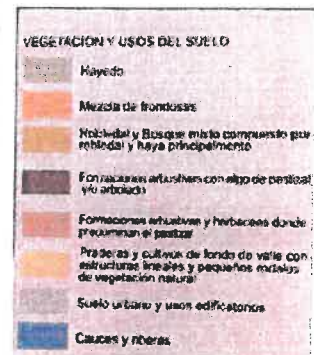 VEGETACION Y USOS DEL SUELO
Hayedo
Mezcla de frondosas
Robledal y Bosque mixto compuesto por
robledal y haya principalmente
Formaciones arbustivas con algo de pastizal
y/o arbolado
Formaciones arbustivas y herbaceas donde
predominan el pastizal
Praderas y cultivos de fondo de valle con
estructuras lineales y pequeños rodales
de vegetación natural
Suelo urbano y usos edificatorios
Cauces y riberas